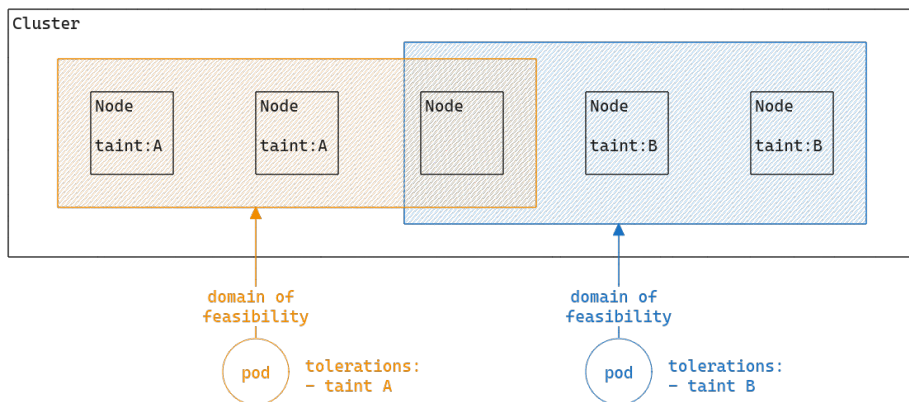 Cluster
Node
taint:A
Node
taint:A
Node
Node
taint:B
Node
taint:B
domain of
feasibility
pod
tolerations:
- taint A
domain of
feasibility
pod
tolerations:
- taint B